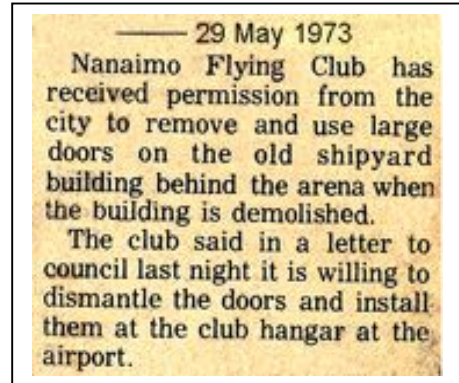 —— 29 May 1973
Nanaimo Flying Club has
received permission from the
city to remove and use large
doors on the old shipyard
building behind the arena when
the building is demolished.
The club said in a letter to
council last night it is willing to
dismantle the doors and install
them at the club hangar at the
airport.